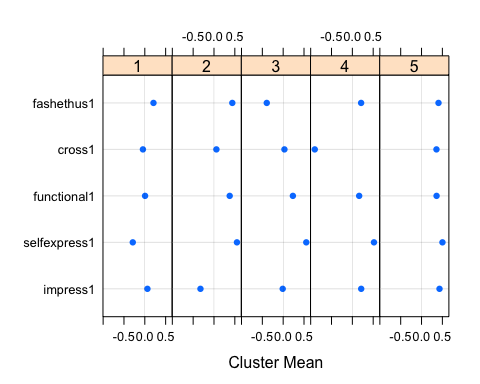 -0.50.0 0.5 -0.50.0 0.5
1 2 3 4 5
fashethus1
cross1
functional1
selfexpress1
impress1
-0.50.0 0.5 -0.50.0 0.5 -0.50.0 0.5
Cluster Mean